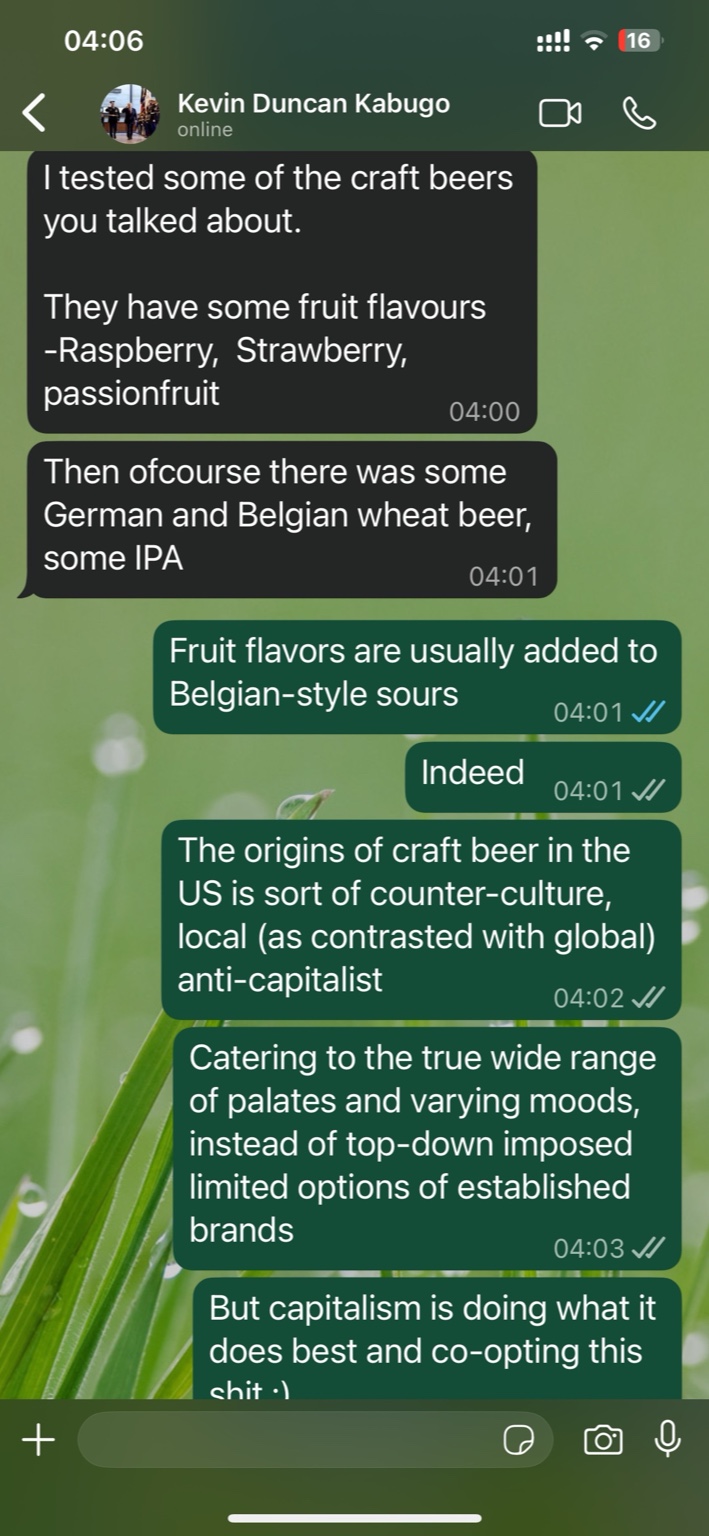 04:06
16
Kevin Duncan Kabugo
online
I tested some of the craft beers
you talked about.
They have some fruit flavours
-Raspberry,  Strawberry,
passionfruit
04:00
Then ofcourse there was some
German and Belgian wheat beer,
some IPA
04:01
Fruit flavors are usually added to
Belgian-style sours
04:01
Indeed
04:01
The origins of craft beer in the
US is sort of counter-culture,
local (as contrasted with global)
anti-capitalist
04:02
Catering to the true wide range
of palates and varying moods,
instead of top-down imposed
limited options of established
brands
04:03
But capitalism is doing what it
does best and co-opting this
shit :)